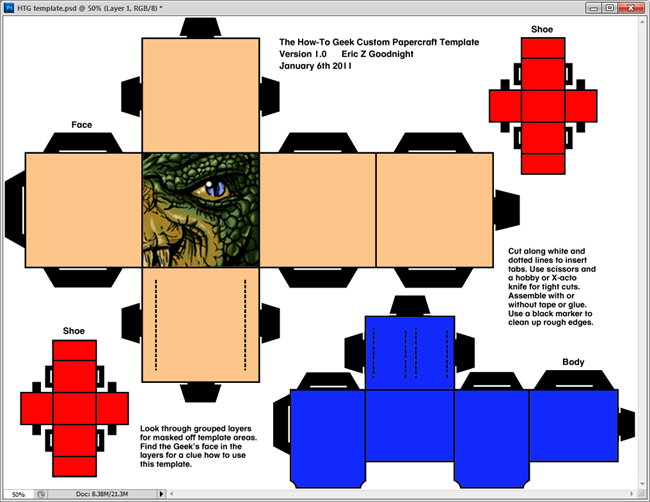 HTG template.psd @ 50% (Layer 1, RGB/8) *
The How-To Geek Custom Papercraft Template
Version 1.0 Eric Z Goodnight
January 6th 2011
Shoe
Face
Cut along white and
dotted lines to insert
tabs. Use scissors and
a hobby or X-acto
knife for tight cuts.
Assemble with or
without tape or glue.
Use a black marker to
clean up rough edges.
Shoe
Body
Look through grouped layers
for masked off template areas.
Find the Geek's face in the
layers for a clue how to use
this template.
50%
Doc: 8.38M/21.3M